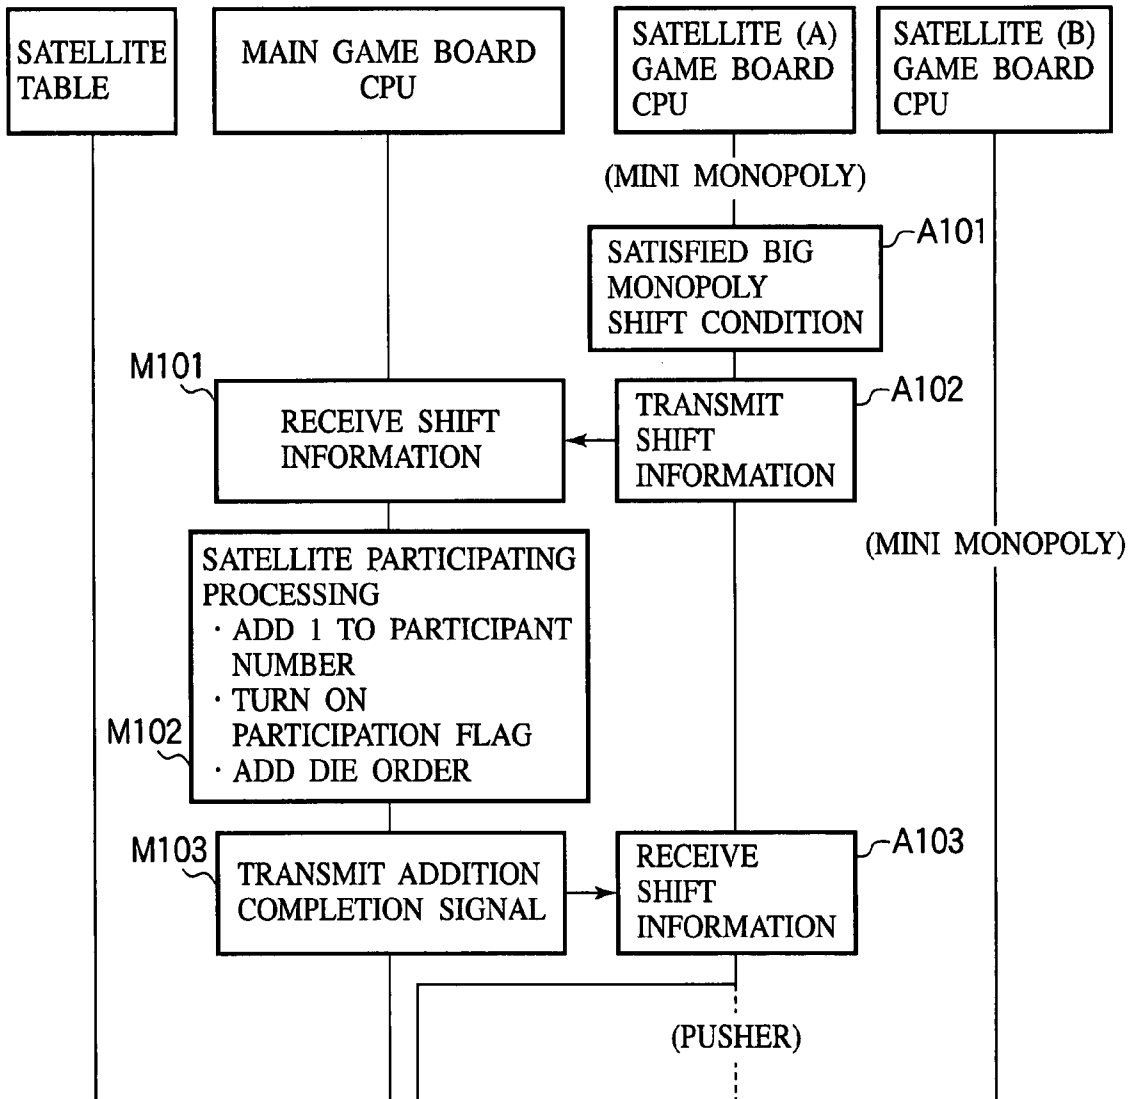 SATELLITE
TABLE
MAIN GAME BOARD
CPU
SATELLITE (A)
GAME BOARD
CPU
SATELLITE (B)
GAME BOARD
CPU
(MINI MONOPOLY)
A101
SATISFIED BIG
MONOPOLY
SHIFT CONDITION
M101
RECEIVE SHIFT
INFORMATION
A102
TRANSMIT
SHIFT
INFORMATION
(MINI MONOPOLY)
SATELLITE PARTICIPATING
PROCESSING
· ADD 1 TO PARTICIPANT
NUMBER
· TURN ON
PARTICIPATION FLAG
· ADD DIE ORDER
M102
M103
TRANSMIT ADDITION
COMPLETION SIGNAL
A103
RECEIVE
SHIFT
INFORMATION
(PUSHER)